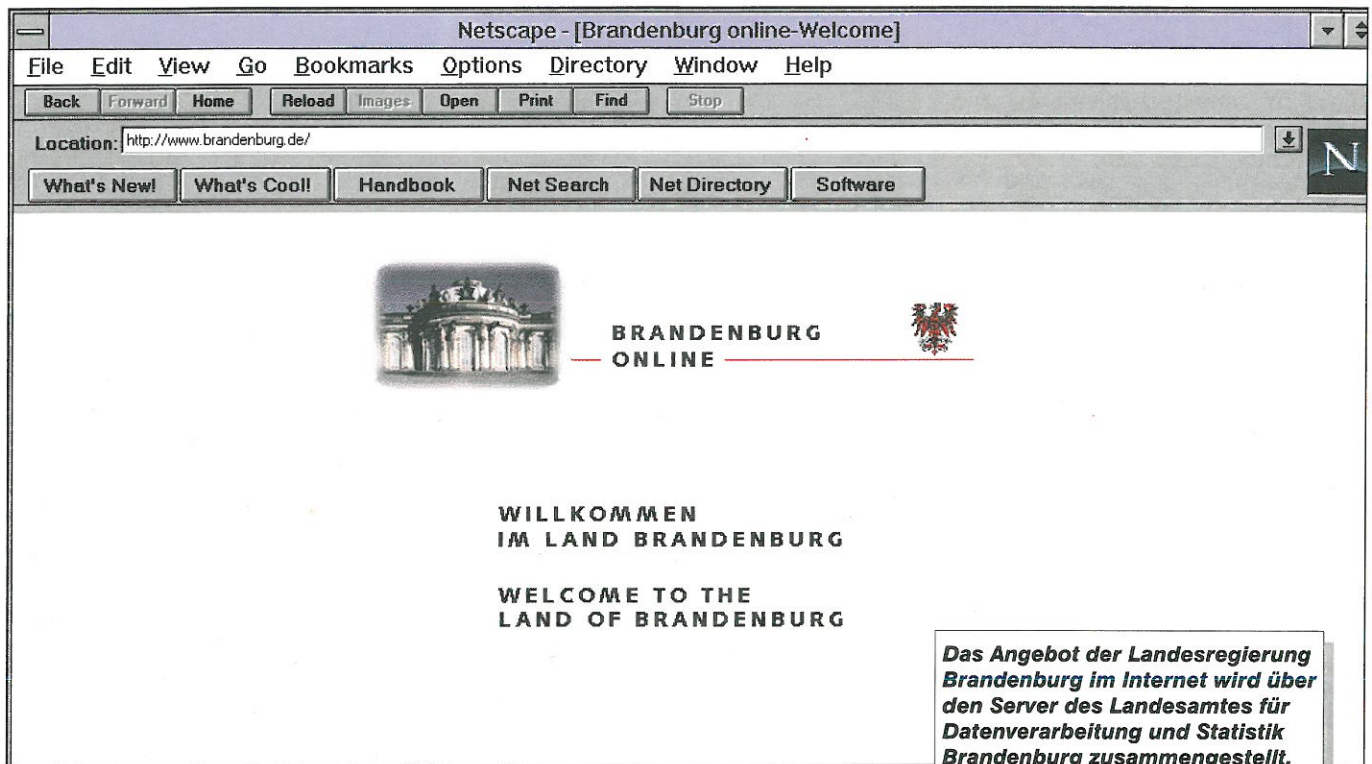 Netscape - [Brandenburg online-Welcome]
File Edit View Go Bookmarks Options Directory Window Help
Back Forward Home Reload Images Open Print Find Stop
Location: http://www.brandenburg.de/
N
What's New! What's Cool! Handbook Net Search Net Directory Software
BRANDENBURG
ONLINE
WILLKOMMEN
IM LAND BRANDENBURG
WELCOME TO THE
LAND OF BRANDENBURG
Das Angebot der Landesregierung
Brandenburg im Internet wird über
den Server des Landesamtes für
Datenverarbeitung und Statistik
Brandenburg zusammengestellt.